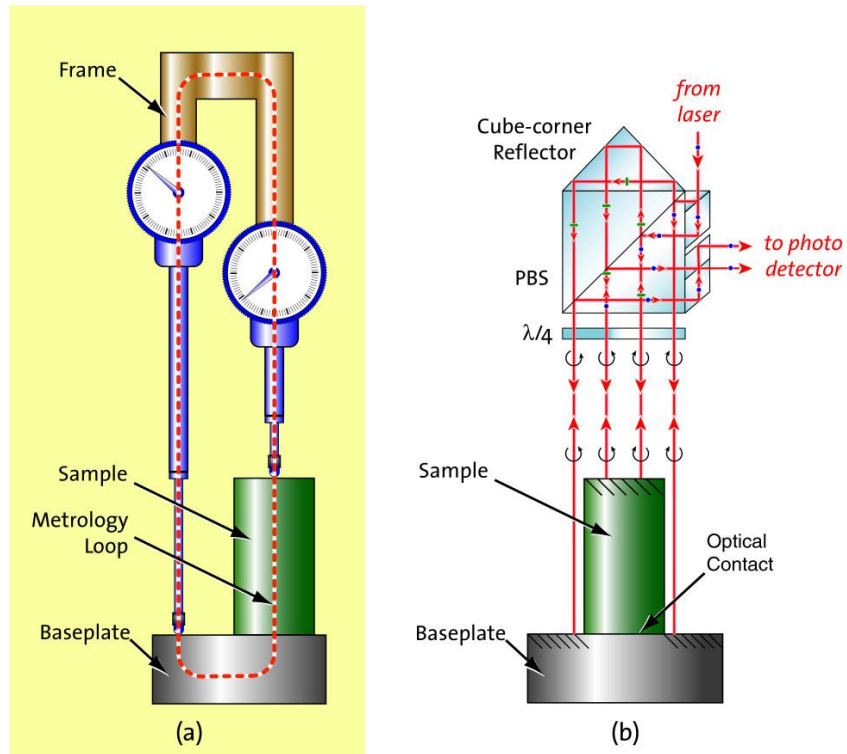 Frame
Sample
Metrology
Loop
Baseplate
(a)
from
laser
Cube-corner
Reflector
to photo
detector
PBS
λ/4
Sample
Optical
Contact
Baseplate
(b)